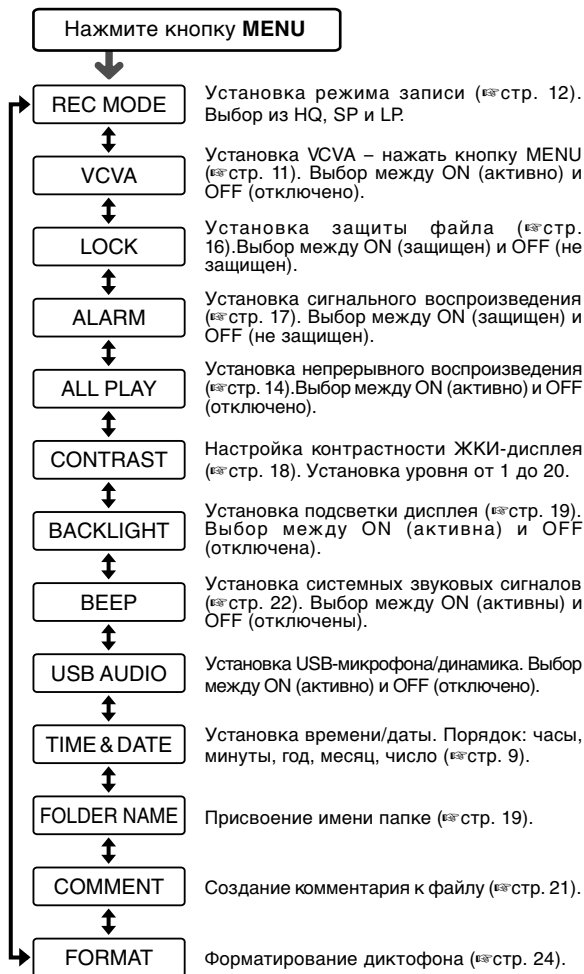 Нажмите кнопку MENU
REC MODE
Установка режима записи (☞стр. 12).
Выбор из HQ, SP и LP.
VCVA
Установка VCVA – нажать кнопку MENU
(☞стр. 11). Выбор между ON (активно) и
OFF (отключено).
LOCK
Установка защиты файла (☞стр.
16).Выбор между ON (защищен) и OFF (не
защищен).
ALARM
Установка сигнального воспроизведения
(☞стр. 17). Выбор между ON (защищен) и
OFF (не защищен).
ALL PLAY
Установка непрерывного воспроизведения
(☞стр. 14).Выбор между ON (активно) и OFF
(отключено).
CONTRAST
Настройка контрастности ЖКИ-дисплея
(☞стр. 18). Установка уровня от 1 до 20.
BACKLIGHT
Установка подсветки дисплея (☞стр. 19).
Выбор между ON (активна) и OFF
(отключена).
BEEP
Установка системных звуковых сигналов
(☞стр. 22). Выбор между ON (активны) и
OFF (отключены).
USB AUDIO
Установка USB-микрофона/динамика. Выбор
между ON (активно) и OFF (отключено).
TIME & DATE
Установка времени/даты. Порядок: часы,
минуты, год, месяц, число (☞стр. 9).
FOLDER NAME
Присвоение имени папке (☞стр. 19).
COMMENT
Создание комментария к файлу (☞стр. 21).
FORMAT
Форматирование диктофона (☞стр. 24).